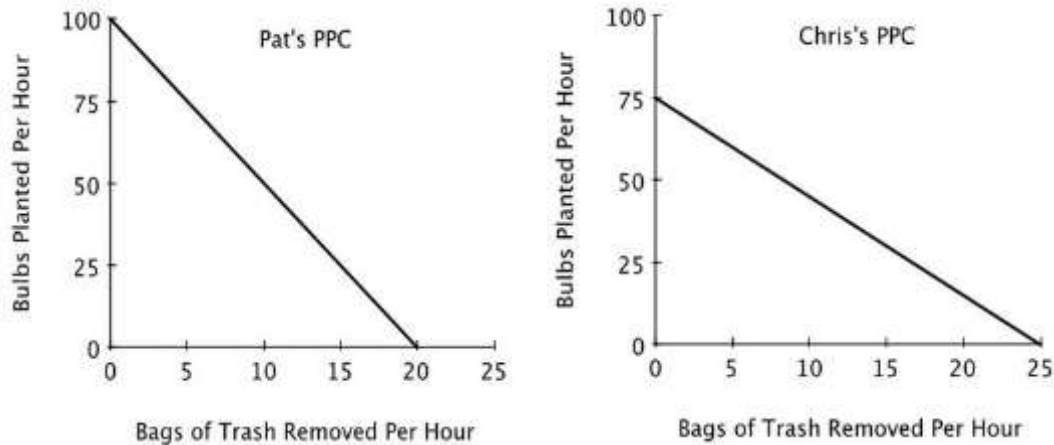 Pat's PPC
Bulbs Planted Per Hour
100
75
50
25
0
0 5 10 15 20 25
Bags of Trash Removed Per Hour
Chris's PPC
Bulbs Planted Per Hour
100
75
50
25
0
0 5 10 15 20 25
Bags of Trash Removed Per Hour